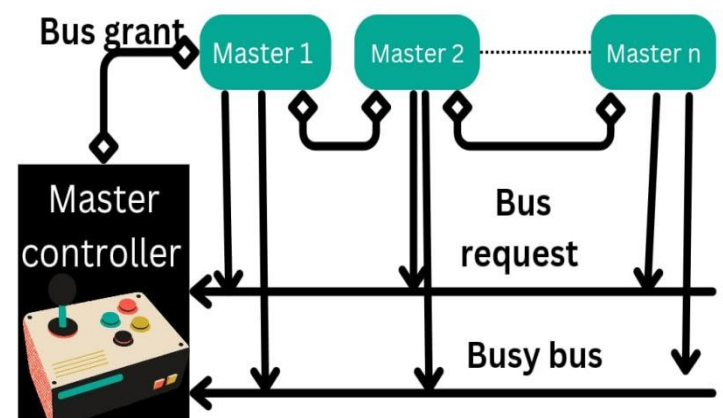 Bus grant
Master 1
Master 2
Master n
Master
controller
Bus
request
Busy bus